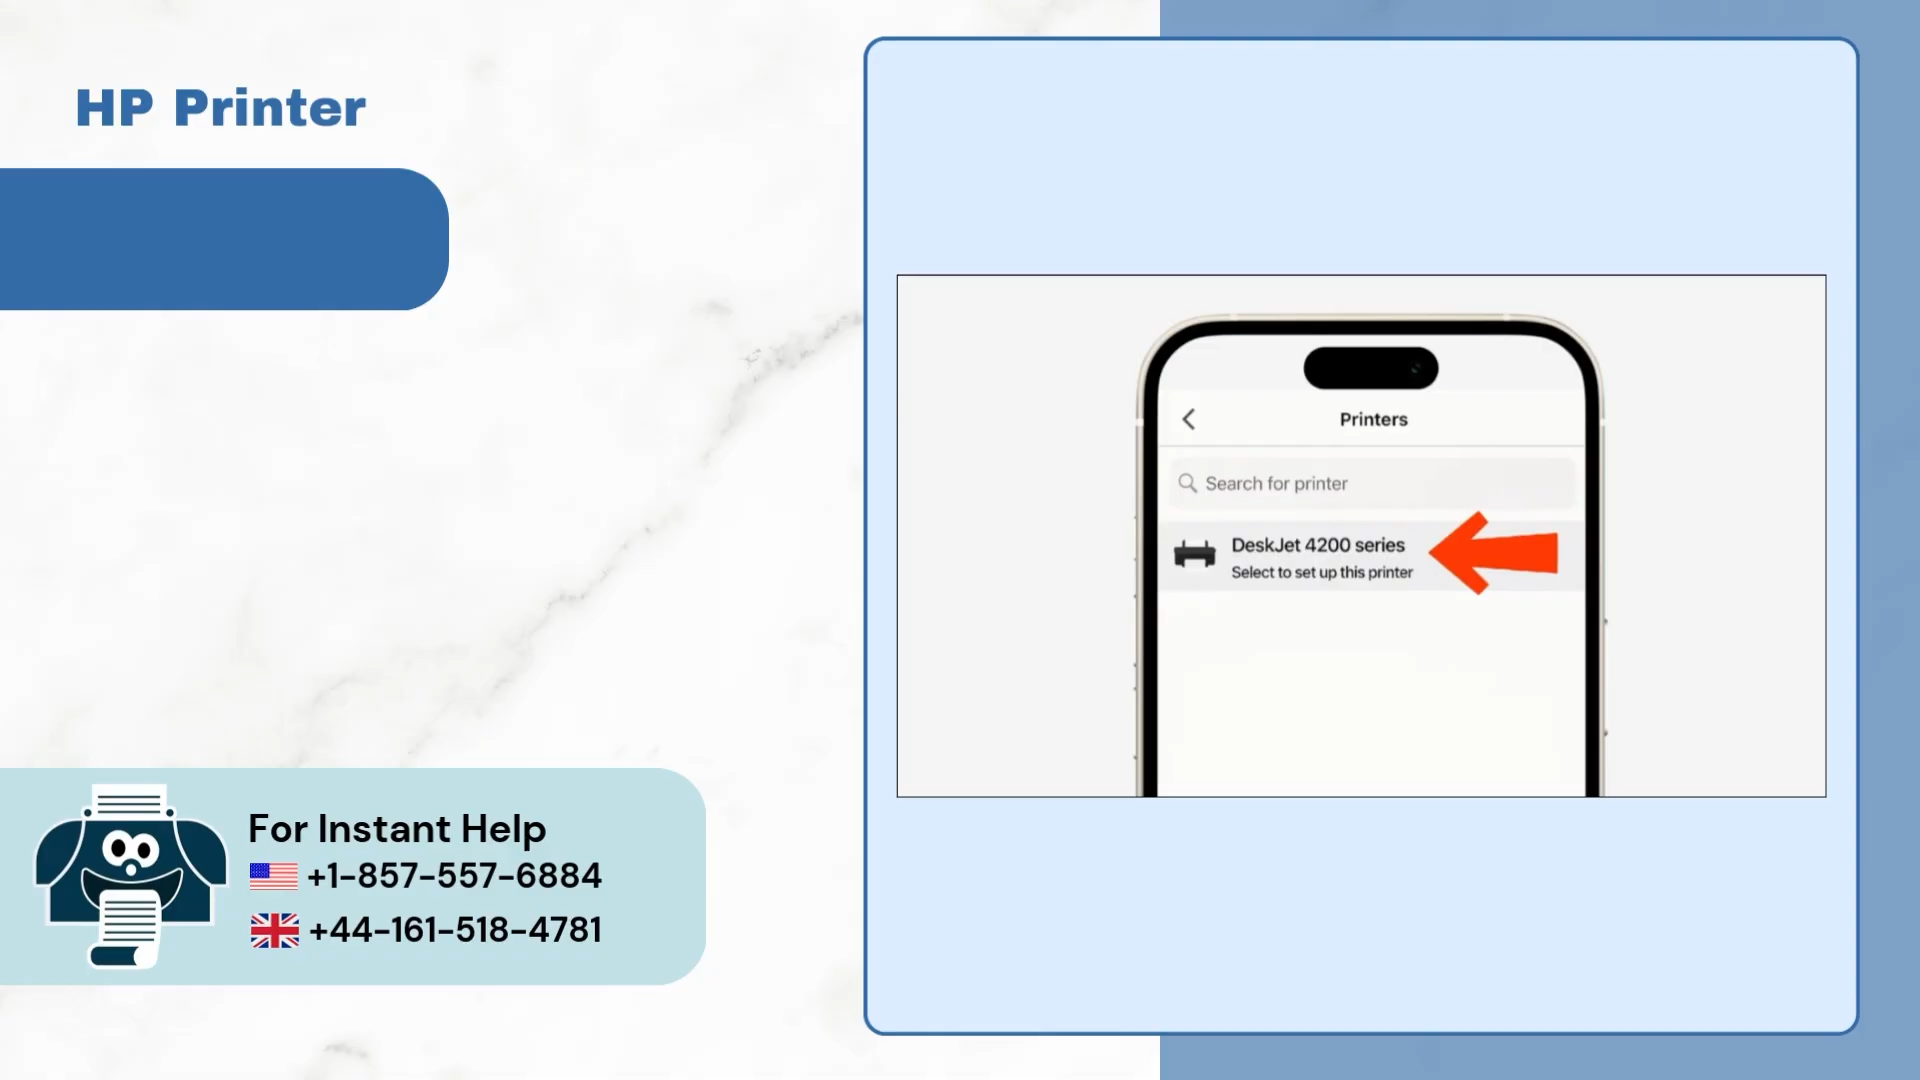 HP Printer
Printers
Search for printer
DeskJet 4200 series
Select to set up this printer
For Instant Help
+1-857-557-6884
+44-161-518-4781